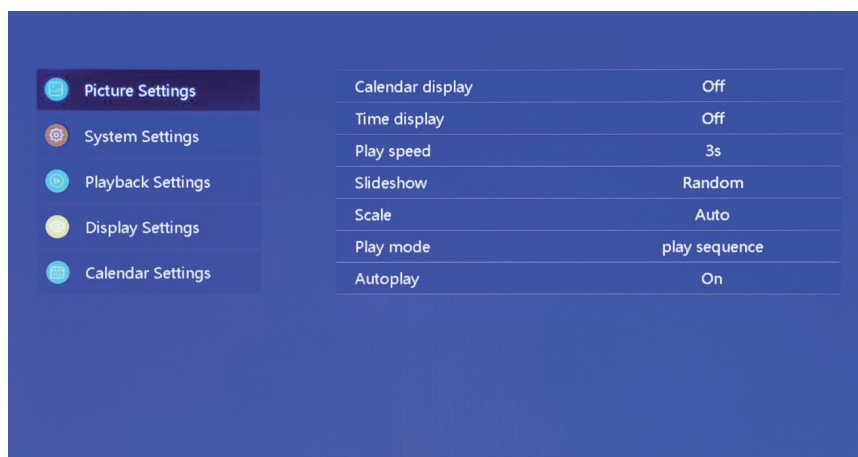 Picture Settings
System Settings
Playback Settings
Display Settings
Calendar Settings
Calendar display Off
Time display Off
Play speed 3s
Slideshow Random
Scale Auto
Play mode play sequence
Autoplay On